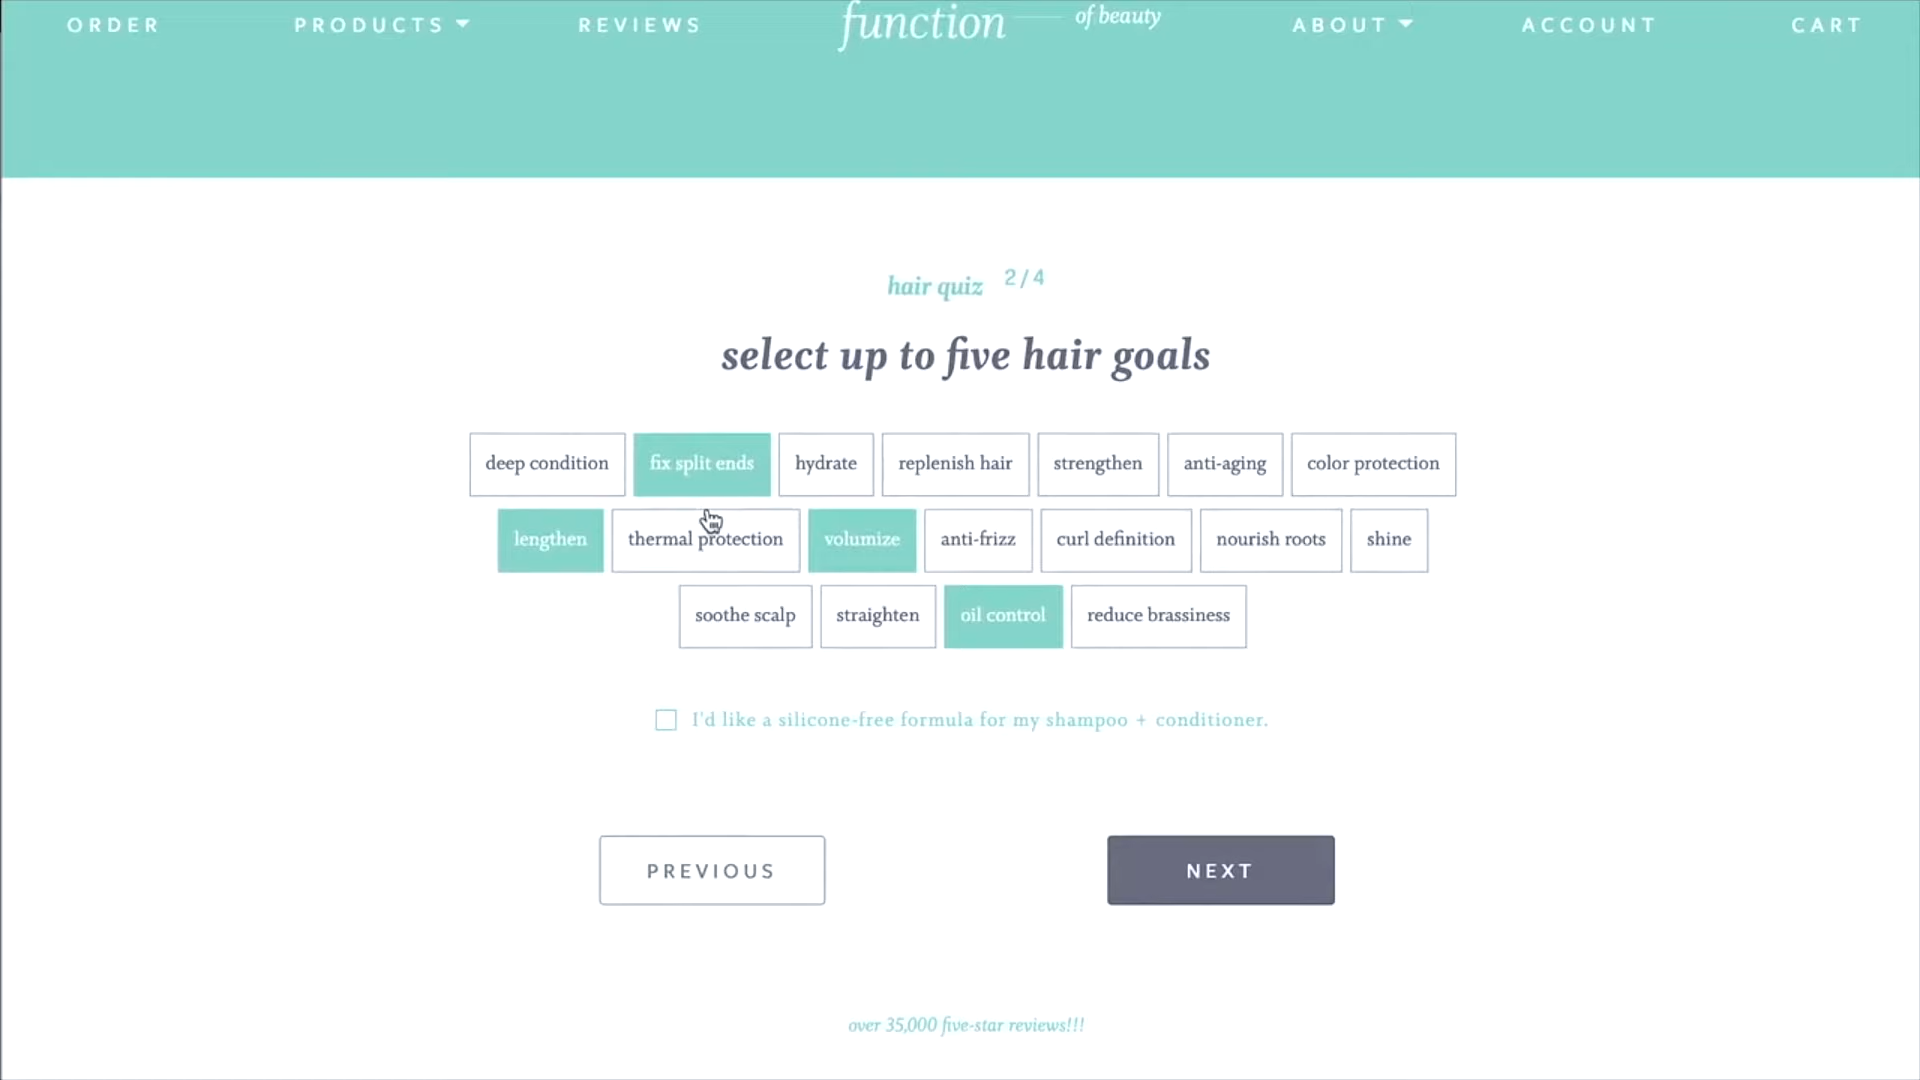 ORDER PRODUCTS REVIEWS function of beauty ABOUT ACCOUNT CART
hair quiz 2/4
select up to five hair goals
deep condition fix split ends hydrate replenish hair strengthen anti-aging color protection
lengthen thermal protection volumize anti-frizz curl definition nourish roots shine
soothe scalp straighten oil control reduce brassiness
I'd like a silicone-free formula for my shampoo + conditioner.
PREVIOUS NEXT
over 35,000 five-star reviews!!!